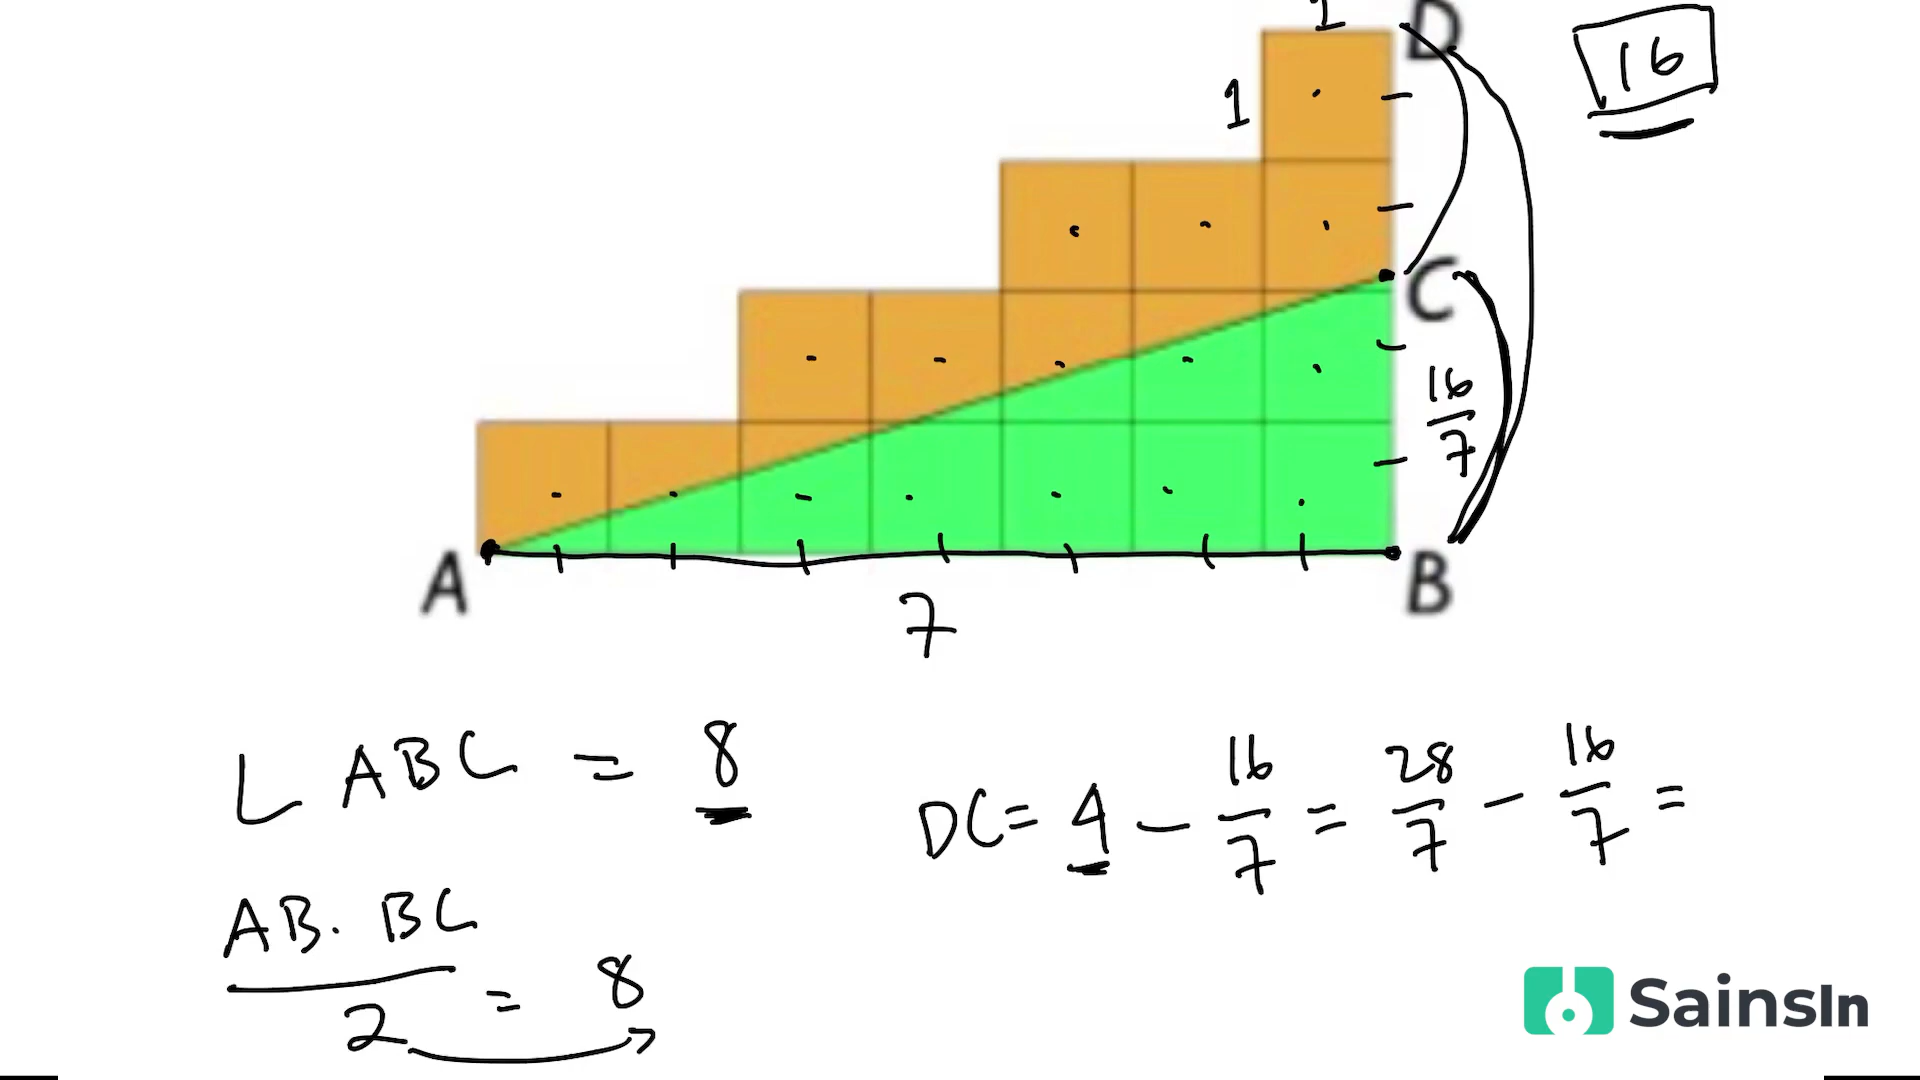 1
D
16
1
C
16
7
A
B
7
L ABC = 8
DC = 4 - 16/7 = 28/7 - 16/7 =
AB . BC
2
= 8
SainsIn